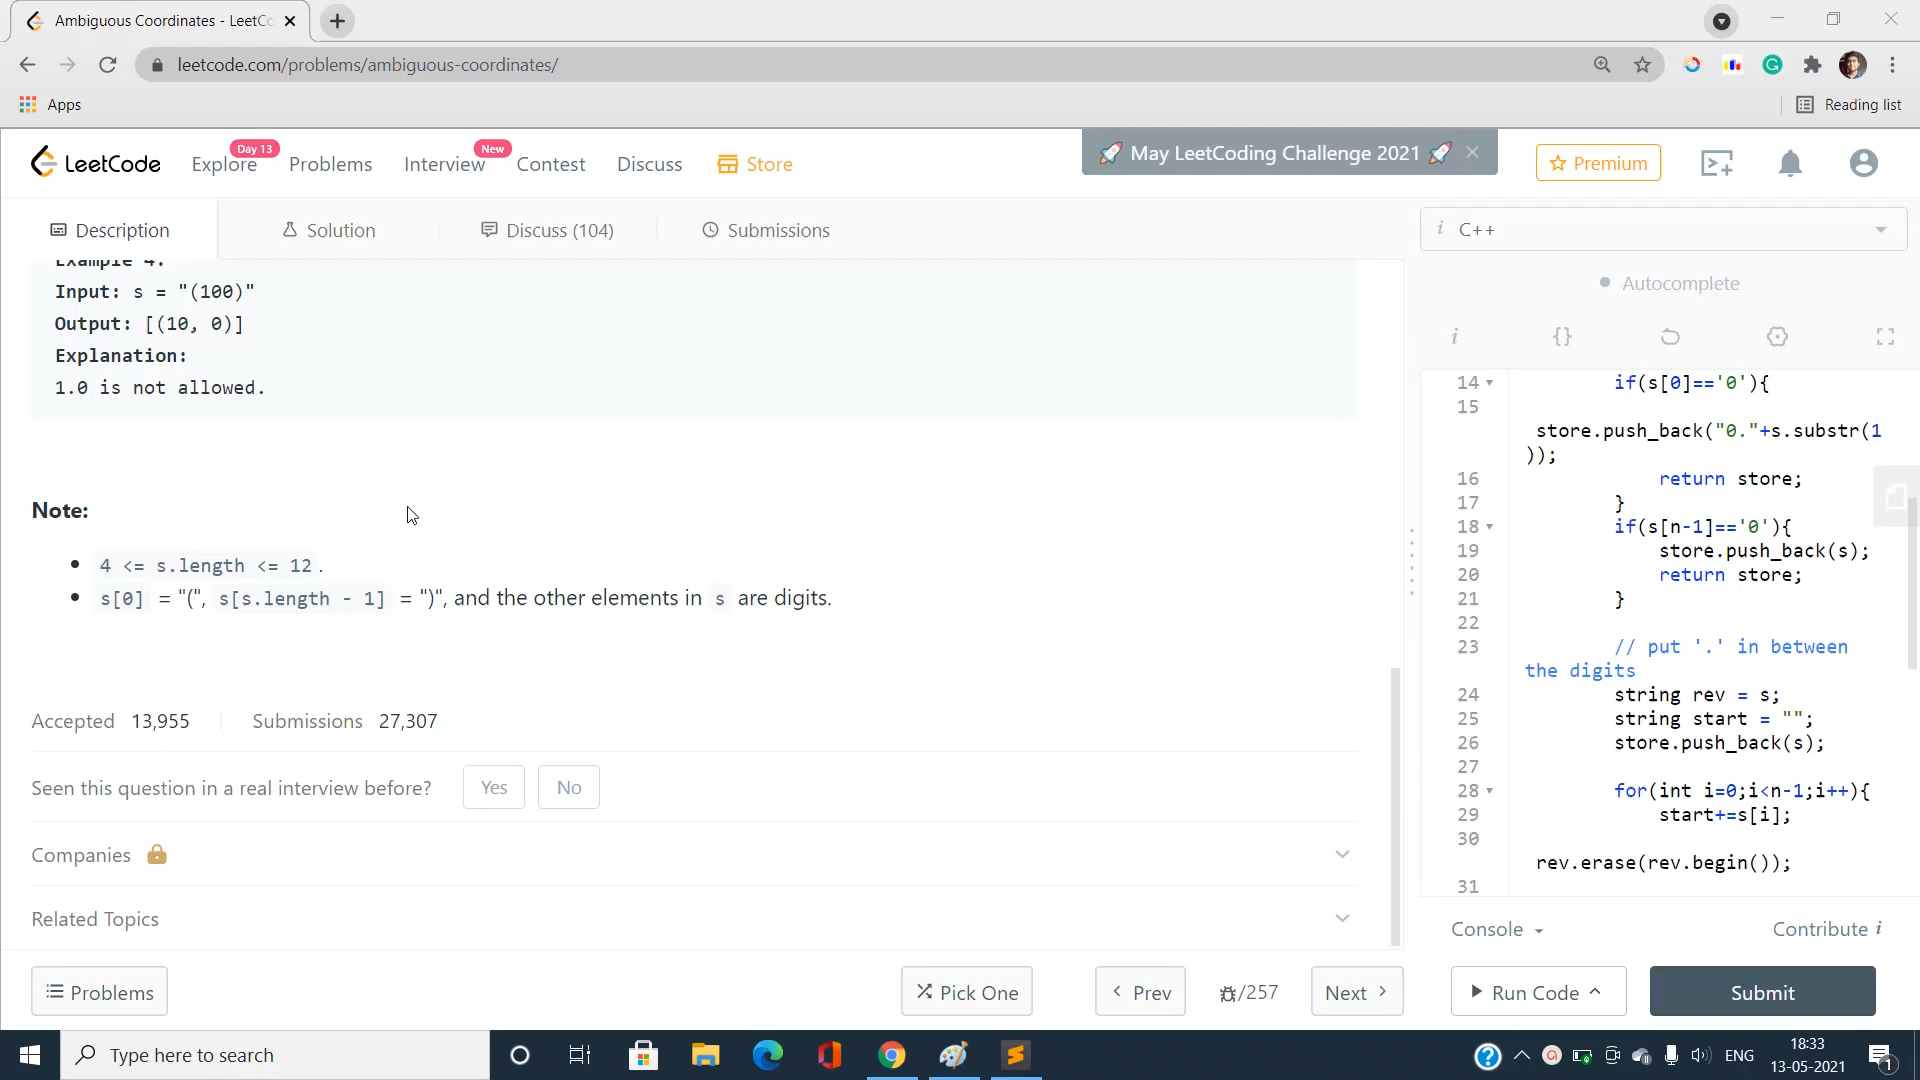 Ambiguous Coordinates - LeetCo
leetcode.com/problems/ambiguous-coordinates/
Apps
Reading list
LeetCode
Explore
Day 13
Problems
Interview
New
Contest
Discuss
Store
🚀 May LeetCoding Challenge 2021 🚀
Premium
Description
Solution
Discuss (104)
Submissions
Example 4:
Input: s = "(100)"
Output: [(10, 0)]
Explanation:
1.0 is not allowed.
Note:
4 <= s.length <= 12.
s[0] = "(", s[s.length - 1] = ")", and the other elements in s are digits.
Accepted 13,955
Submissions 27,307
Seen this question in a real interview before?
Yes
No
Companies
Related Topics
Problems
Pick One
Prev
/257
Next
i C++
Autocomplete
i {}
14 if(s[0]=='0'){
15
store.push_back("0."+s.substr(1
));
16 return store;
17 }
18 if(s[n-1]=='0'){
19 store.push_back(s);
20 return store;
21 }
22
23 // put '.' in between
the digits
24 string rev = s;
25 string start = "";
26 store.push_back(s);
27
28 for(int i=0;i<n-1;i++){
29 start+=s[i];
30
rev.erase(rev.begin());
31
Console
Contribute i
Run Code
Submit
Type here to search
ENG
18:33
13-05-2021
1